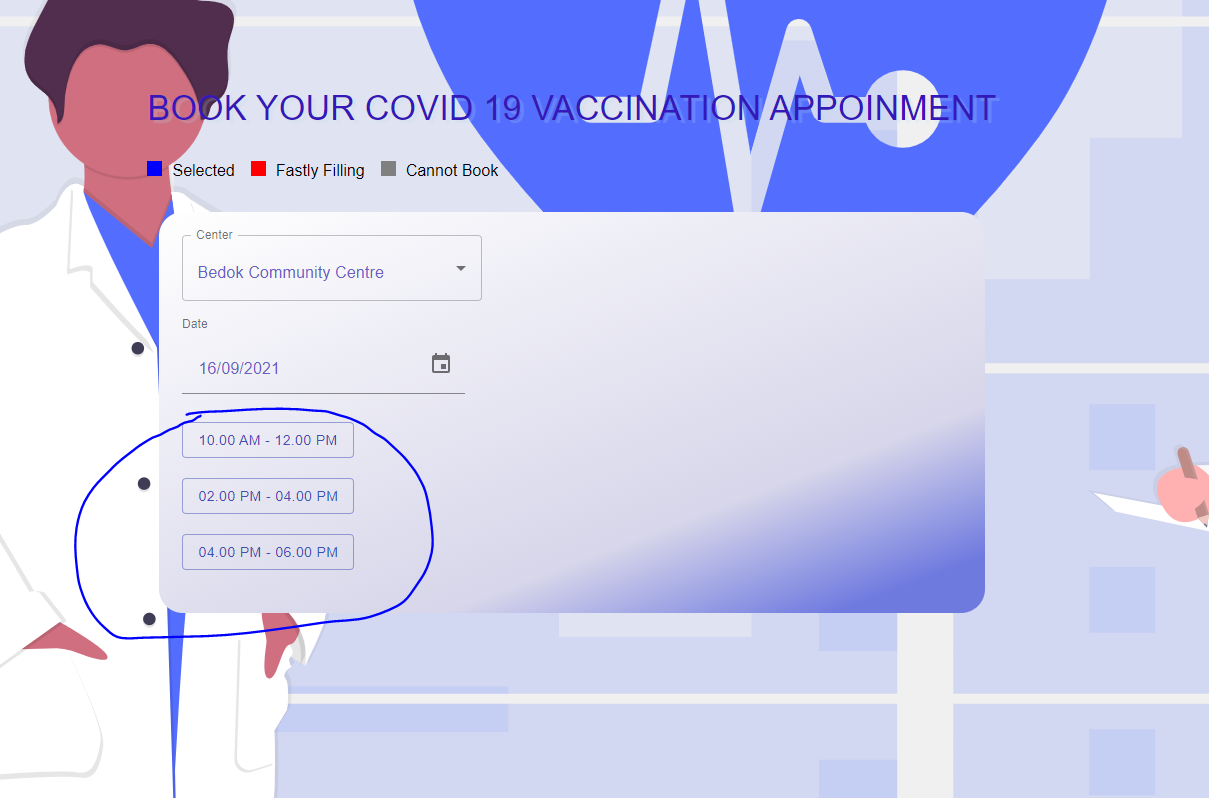 BOOK YOUR COVID 19 VACCINATION APPOINMENT
Selected Fastly Filling Cannot Book
Center
Bedok Community Centre
Date
16/09/2021
10.00 AM - 12.00 PM
02.00 PM - 04.00 PM
04.00 PM - 06.00 PM